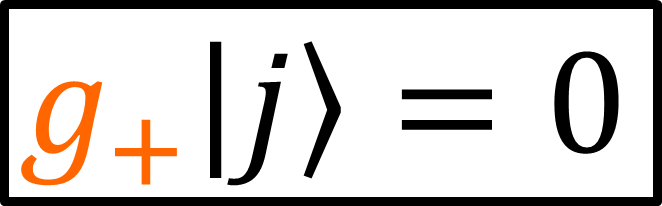 g₊|j⟩ = 0